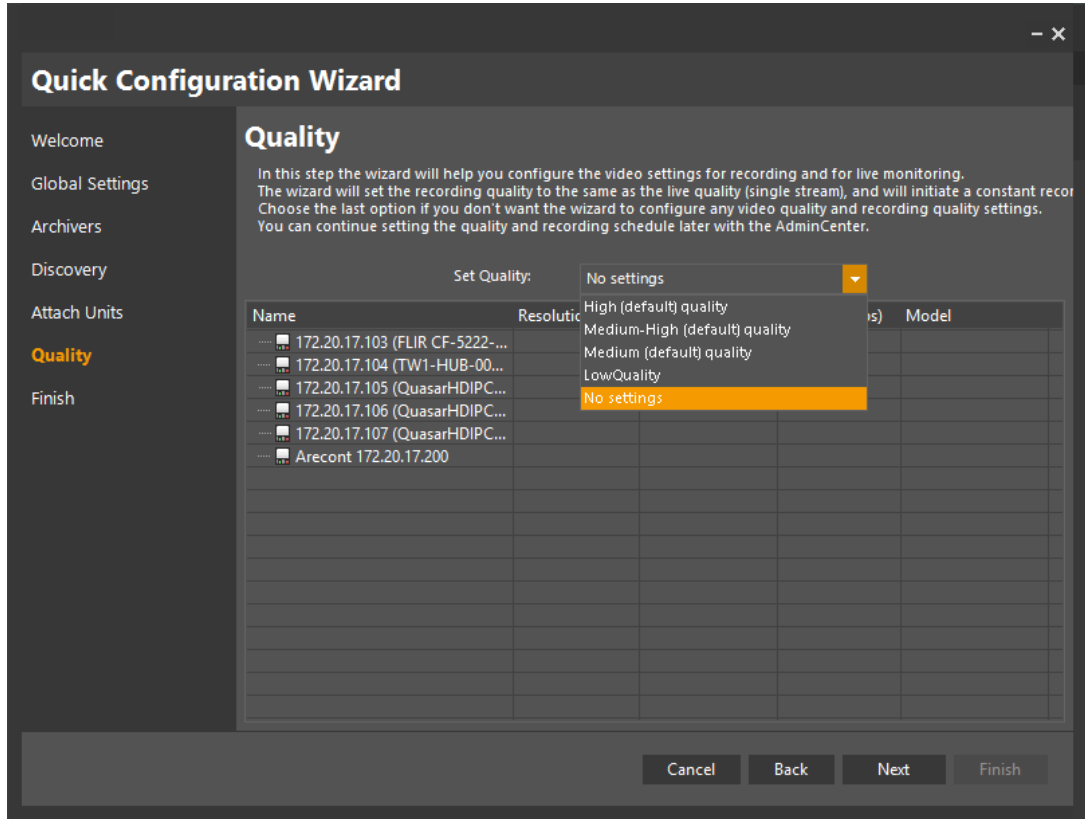 Quick Configuration Wizard
Welcome
Global Settings
Archivers
Discovery
Attach Units
Quality
Finish
Quality
In this step the wizard will help you configure the video settings for recording and for live monitoring.
The wizard will set the recording quality to the same as the live quality (single stream), and will initiate a constant recor
Choose the last option if you don't want the wizard to configure any video quality and recording quality settings.
You can continue setting the quality and recording schedule later with the AdminCenter.
Set Quality: No settings
High (default) quality
Medium-High (default) quality
Medium (default) quality
LowQuality
No settings
Name Resolutio s) Model
172.20.17.103 (FLIR CF-5222-...
172.20.17.104 (TW1-HUB-00...
172.20.17.105 (QuasarHDIPC...
172.20.17.106 (QuasarHDIPC...
172.20.17.107 (QuasarHDIPC...
Arecont 172.20.17.200
Cancel Back Next Finish